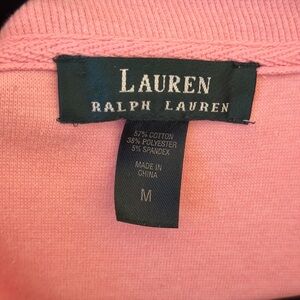 LAUREN
RALPH LAUREN
57% COTTON
38% POLYESTER
5% SPANDEX
MADE IN
CHINA
M